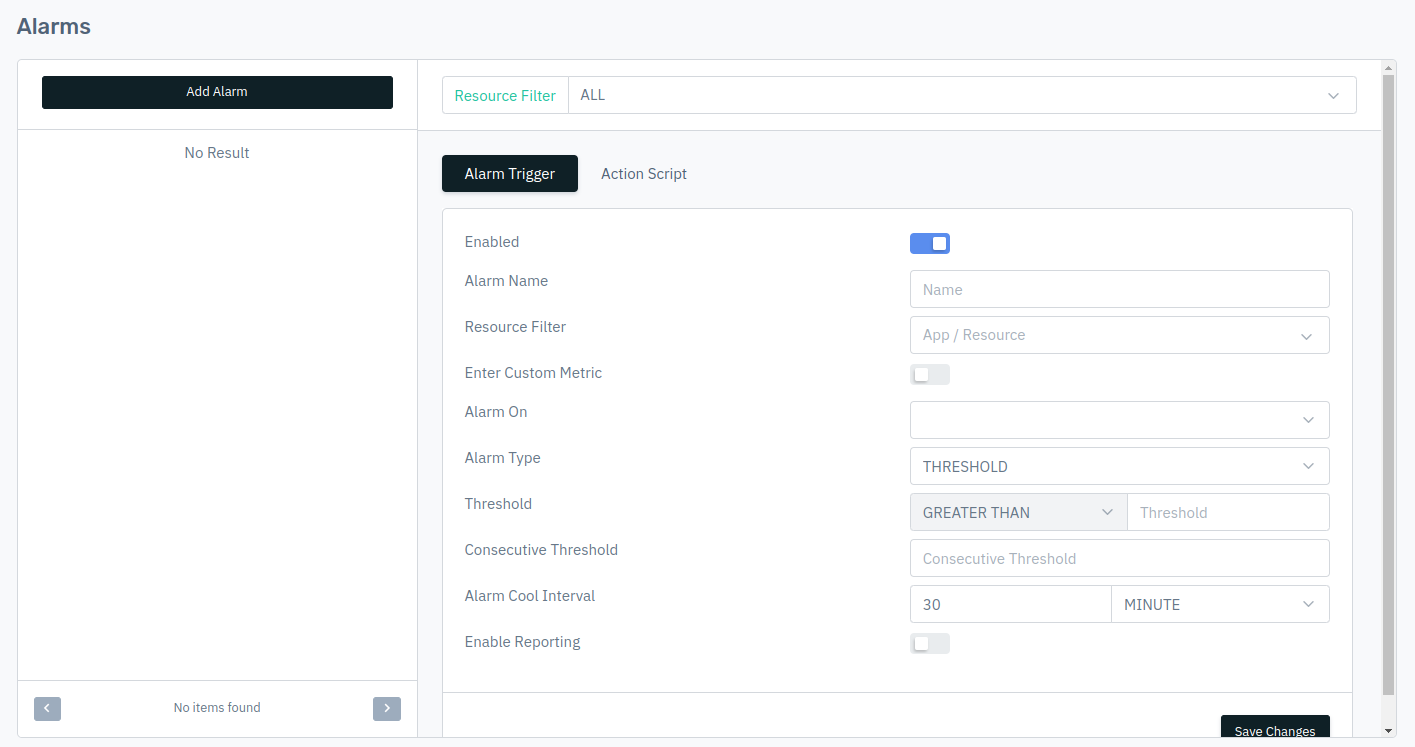 Alarms
Add Alarm
No Result
No items found
Resource Filter ALL
Alarm Trigger Action Script
Enabled
Alarm Name Name
Resource Filter App / Resource
Enter Custom Metric
Alarm On
Alarm Type THRESHOLD
Threshold GREATER THAN Threshold
Consecutive Threshold Consecutive Threshold
Alarm Cool Interval 30 MINUTE
Enable Reporting
Save Changes